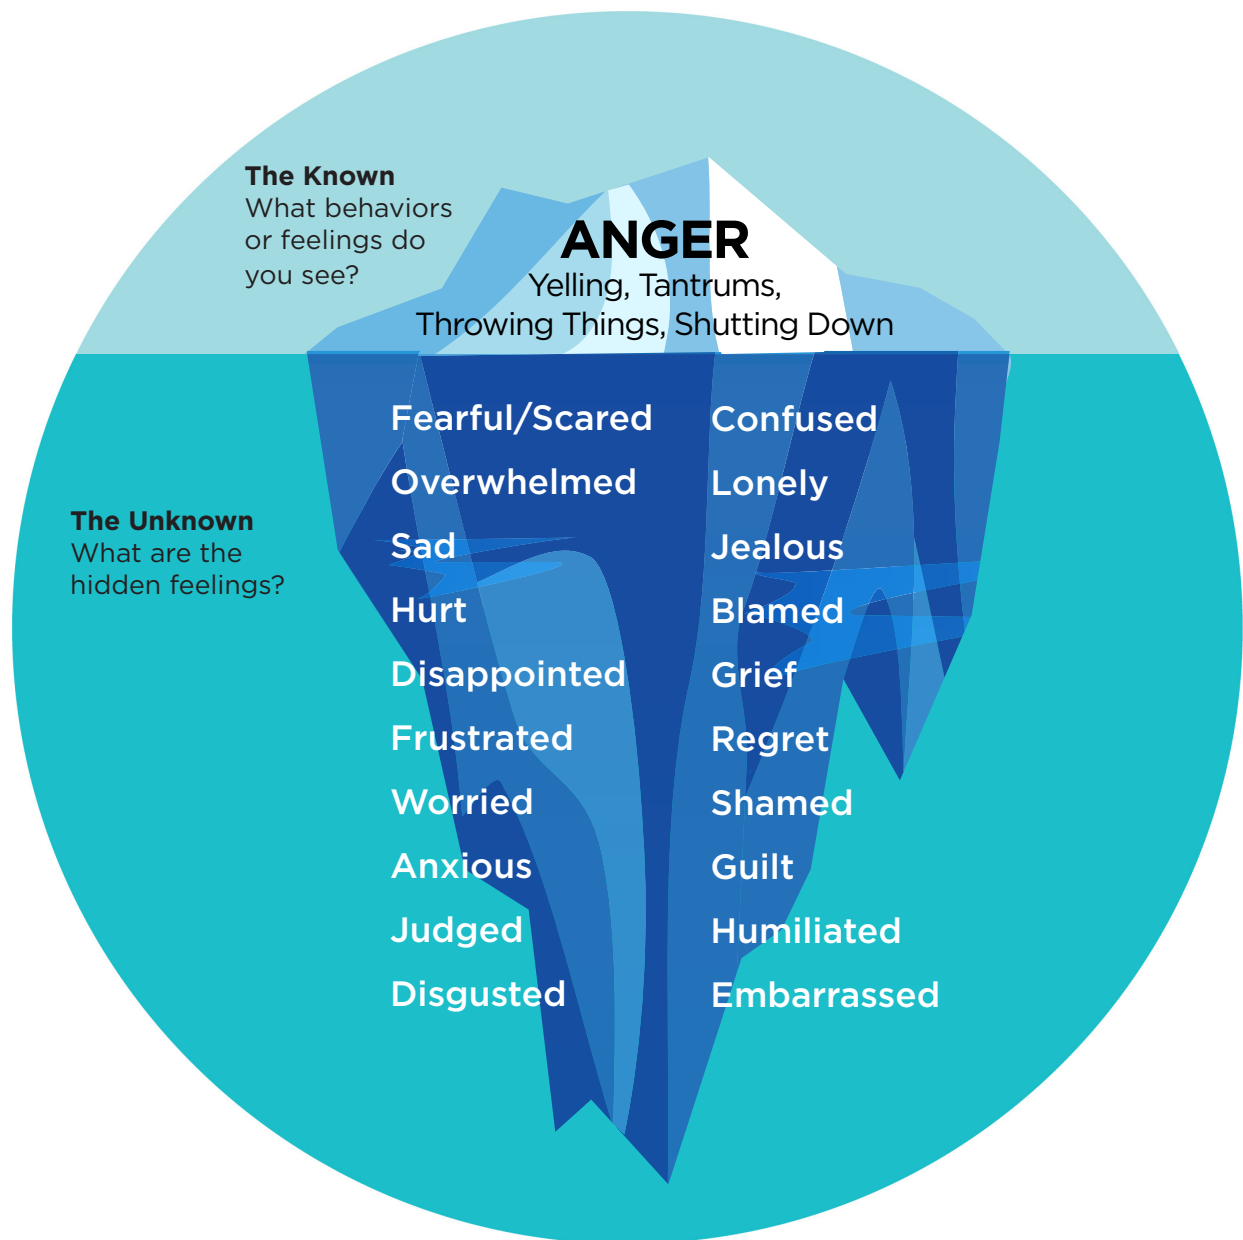 The Known
What behaviors
or feelings do
you see?
ANGER
Yelling, Tantrums,
Throwing Things, Shutting Down
The Unknown
What are the
hidden feelings?
Fearful/Scared
Overwhelmed
Sad
Hurt
Disappointed
Frustrated
Worried
Anxious
Judged
Disgusted
Confused
Lonely
Jealous
Blamed
Grief
Regret
Shamed
Guilt
Humiliated
Embarrassed